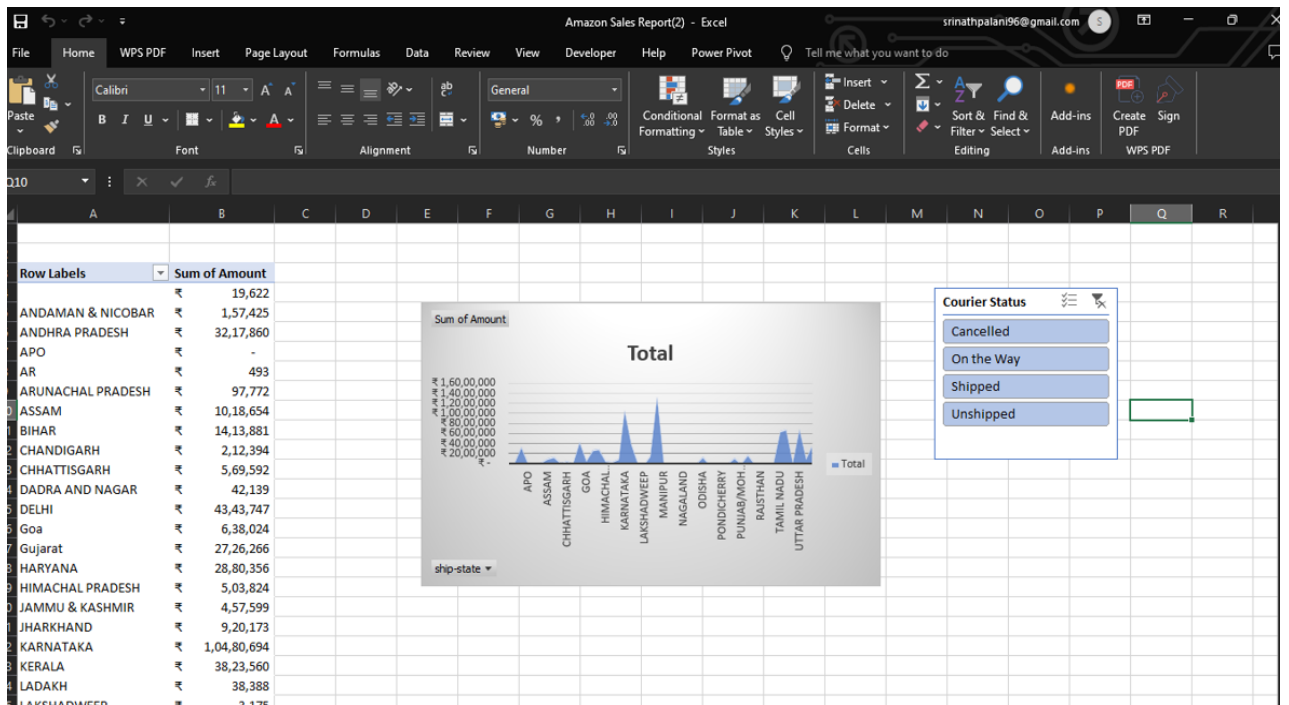 Amazon Sales Report(2) - Excel
srinathpalani96@gmail.com S
File Home WPS PDF Insert Page Layout Formulas Data Review View Developer Help Power Pivot Tell me what you want to do
Paste
Calibri 11
General
Conditional Formatting
Format as Table
Cell Styles
Insert
Delete
Format
Sort & Filter
Find & Select
Add-ins
Create PDF
Sign
Clipboard Font Alignment Number Styles Cells Editing Add-ins WPS PDF
Q10 fx
A B C D E F G H I J K L M N O P Q R
Row Labels Sum of Amount
₹ 19,622
ANDAMAN & NICOBAR ₹ 1,57,425
ANDHRA PRADESH ₹ 32,17,860
APO ₹ -
AR ₹ 493
ARUNACHAL PRADESH ₹ 97,772
ASSAM ₹ 10,18,654
BIHAR ₹ 14,13,881
CHANDIGARH ₹ 2,12,394
CHHATTISGARH ₹ 5,69,592
DADRA AND NAGAR ₹ 42,139
DELHI ₹ 43,43,747
Goa ₹ 6,38,024
Gujarat ₹ 27,26,266
HARYANA ₹ 28,80,356
HIMACHAL PRADESH ₹ 5,03,824
JAMMU & KASHMIR ₹ 4,57,599
JHARKHAND ₹ 9,20,173
KARNATAKA ₹ 1,04,80,694
KERALA ₹ 38,23,560
LADAKH ₹ 38,388
LAKSHADWEEP ₹ 3,175
Sum of Amount
Total
₹ 1,60,00,000
₹ 1,40,00,000
₹ 1,20,00,000
₹ 1,00,00,000
₹ 80,00,000
₹ 60,00,000
₹ 40,00,000
₹ 20,00,000
₹ -
APO
ASSAM
CHHATTISGARH
GOA
HIMACHAL...
KARNATAKA
LAKSHADWEEP
MANIPUR
NAGALAND
ODISHA
PONDICHERRY
PUNJAB/MOH...
RAJSTHAN
TAMIL NADU
UTTAR PRADESH
Total
ship-state
Courier Status
Cancelled
On the Way
Shipped
Unshipped